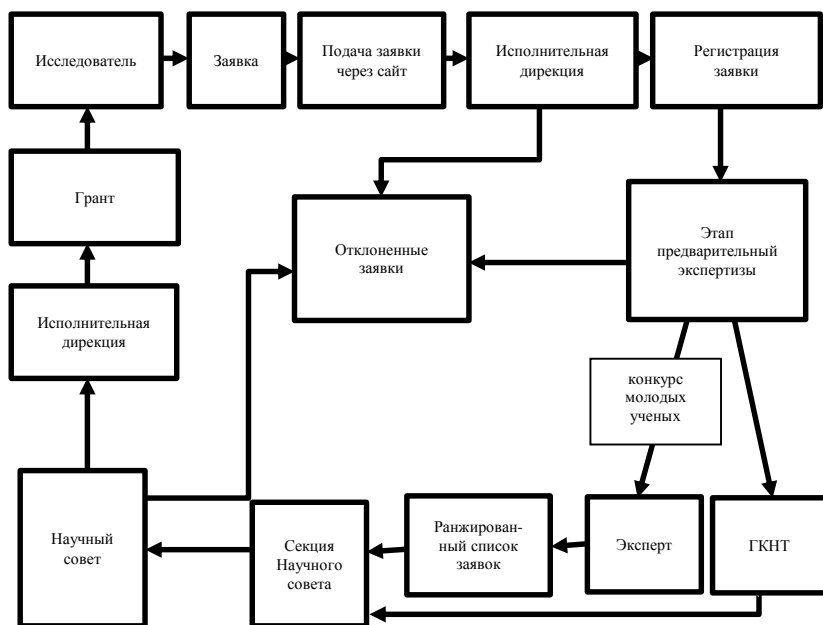 Исследователь
Заявка
Подача заявки
через сайт
Исполнительная
дирекция
Регистрация
заявки
Грант
Отклоненные
заявки
Этап
предварительный
экспертизы
Исполнительная
дирекция
конкурс
молодых
ученых
Научный
совет
Секция
Научного
совета
Ранжирован-
ный список
заявок
Эксперт
ГКНТ